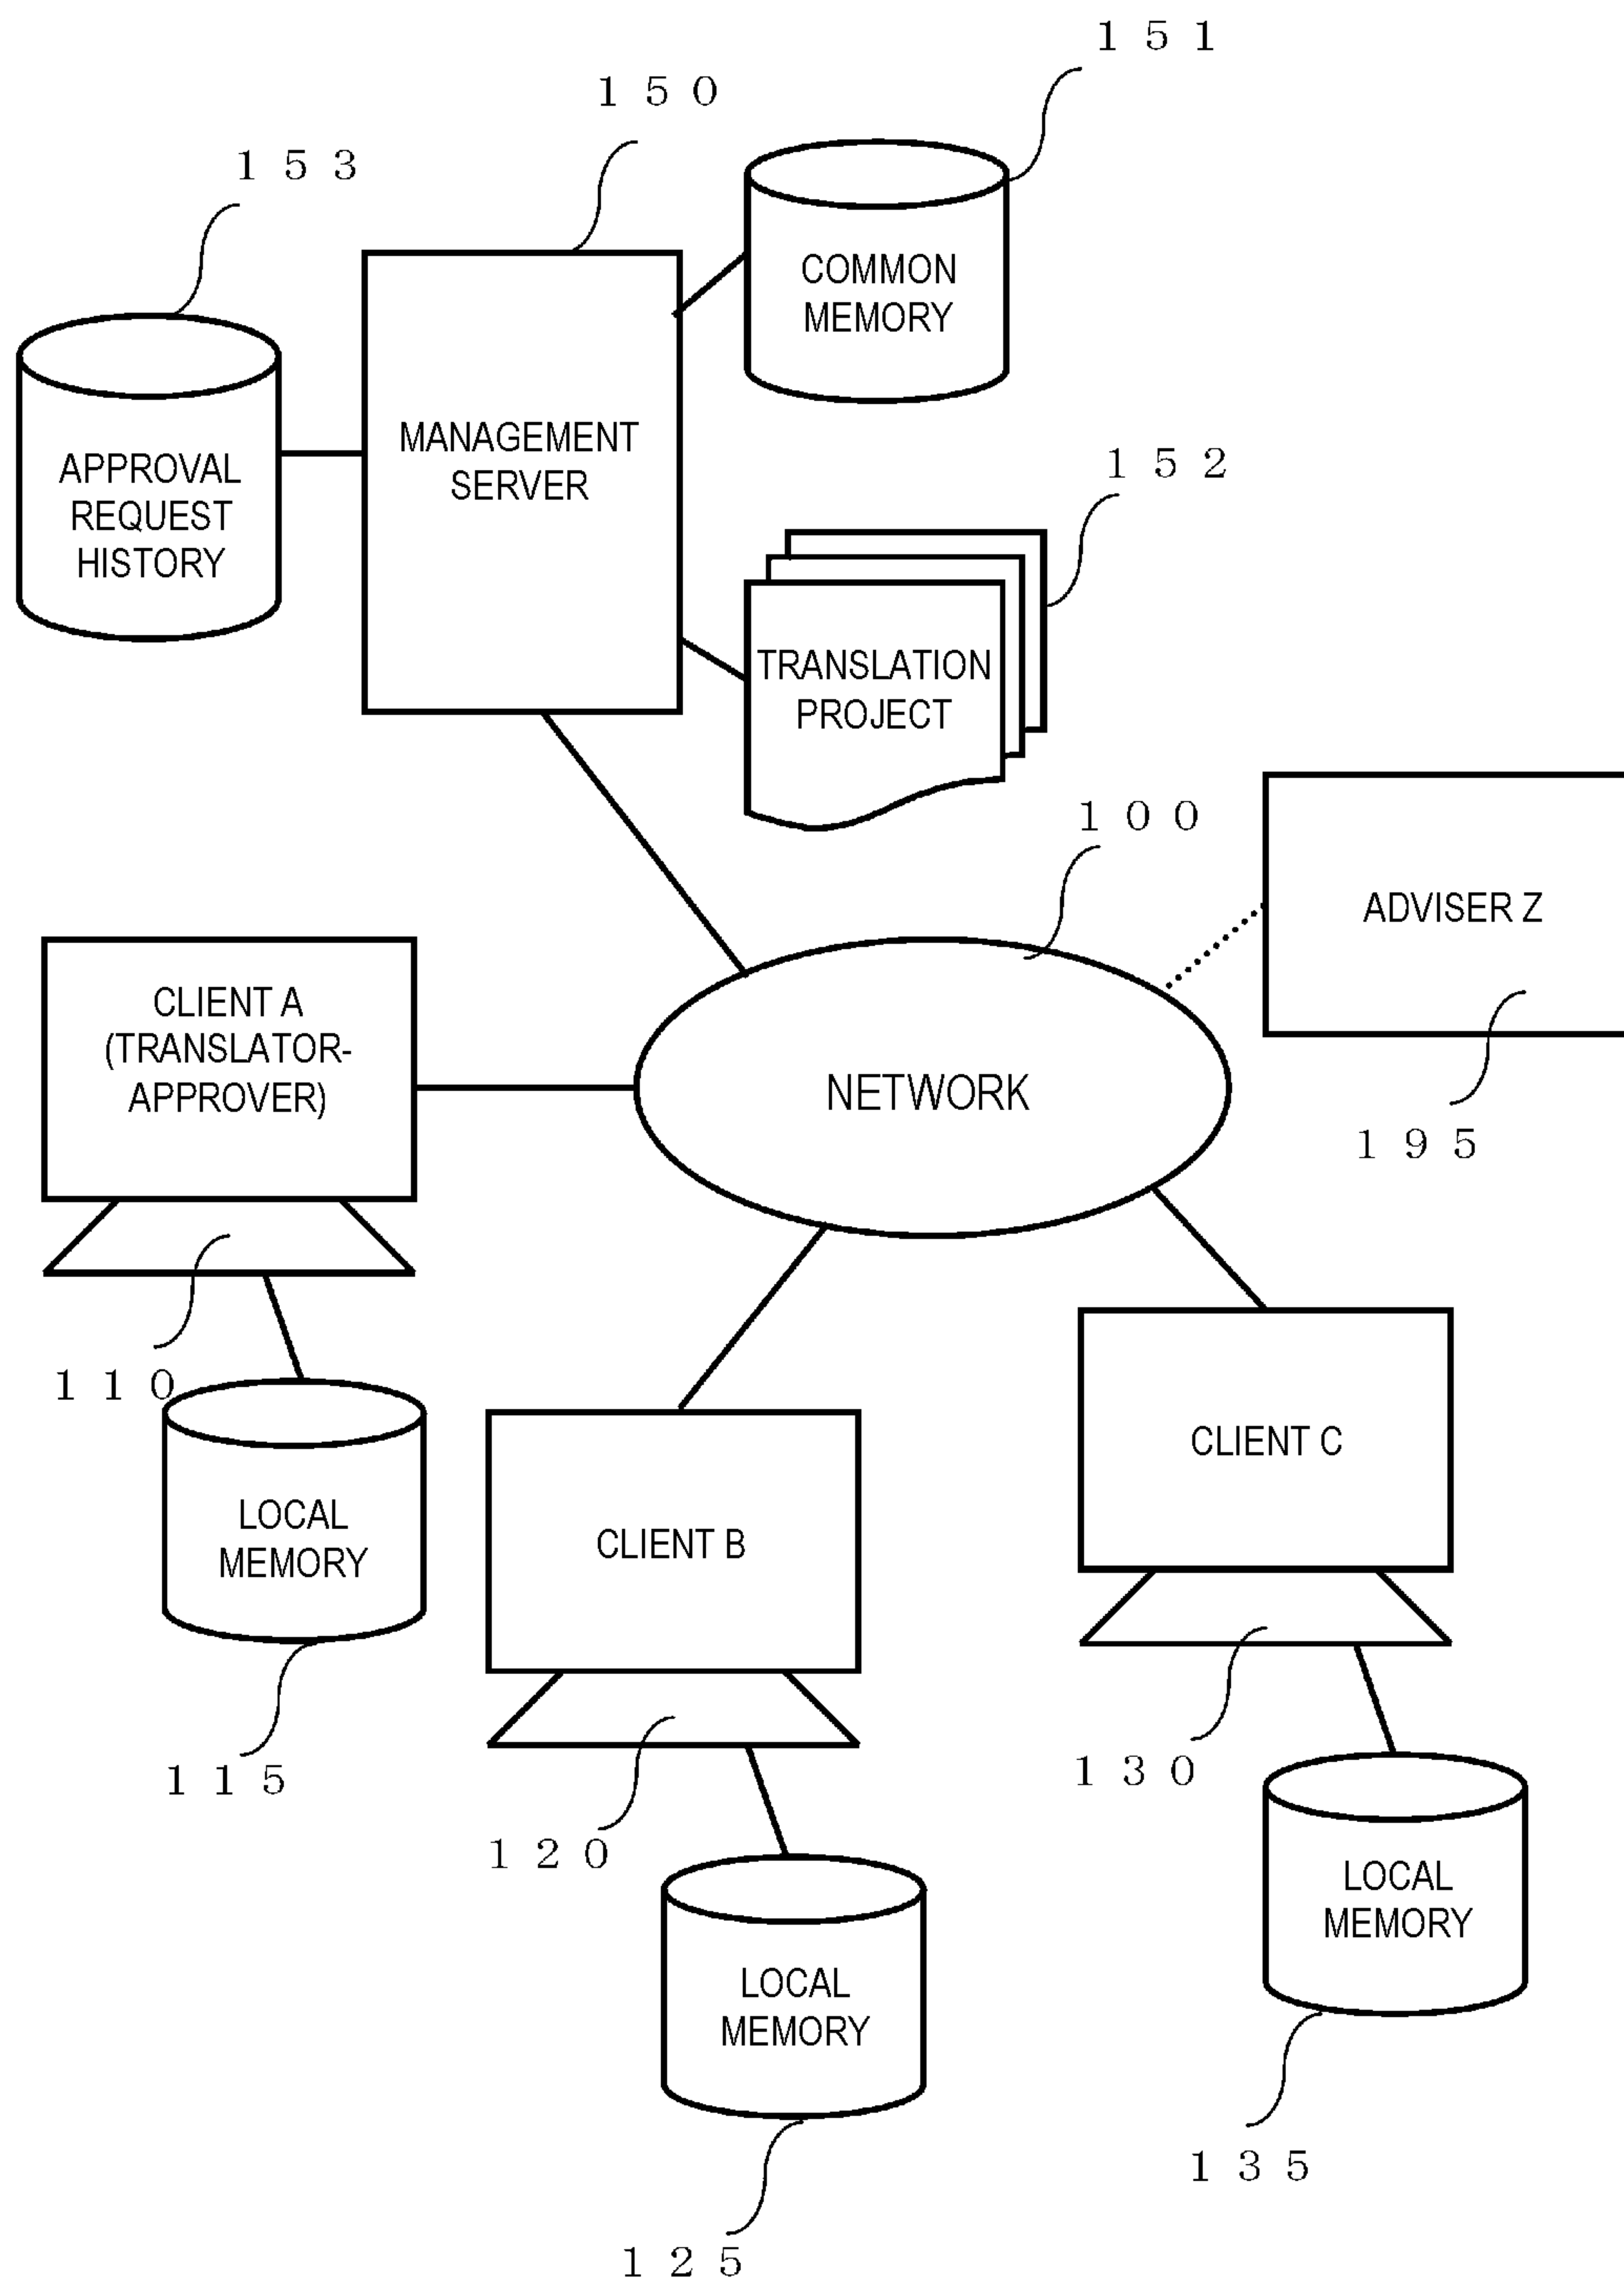 151
150
153
COMMON
MEMORY
MANAGEMENT
SERVER
APPROVAL
REQUEST
HISTORY
152
TRANSLATION
PROJECT
100
ADVISER Z
195
CLIENT A
(TRANSLATOR-
APPROVER)
NETWORK
110
LOCAL
MEMORY
115
CLIENT B
120
CLIENT C
130
LOCAL
MEMORY
125
LOCAL
MEMORY
135